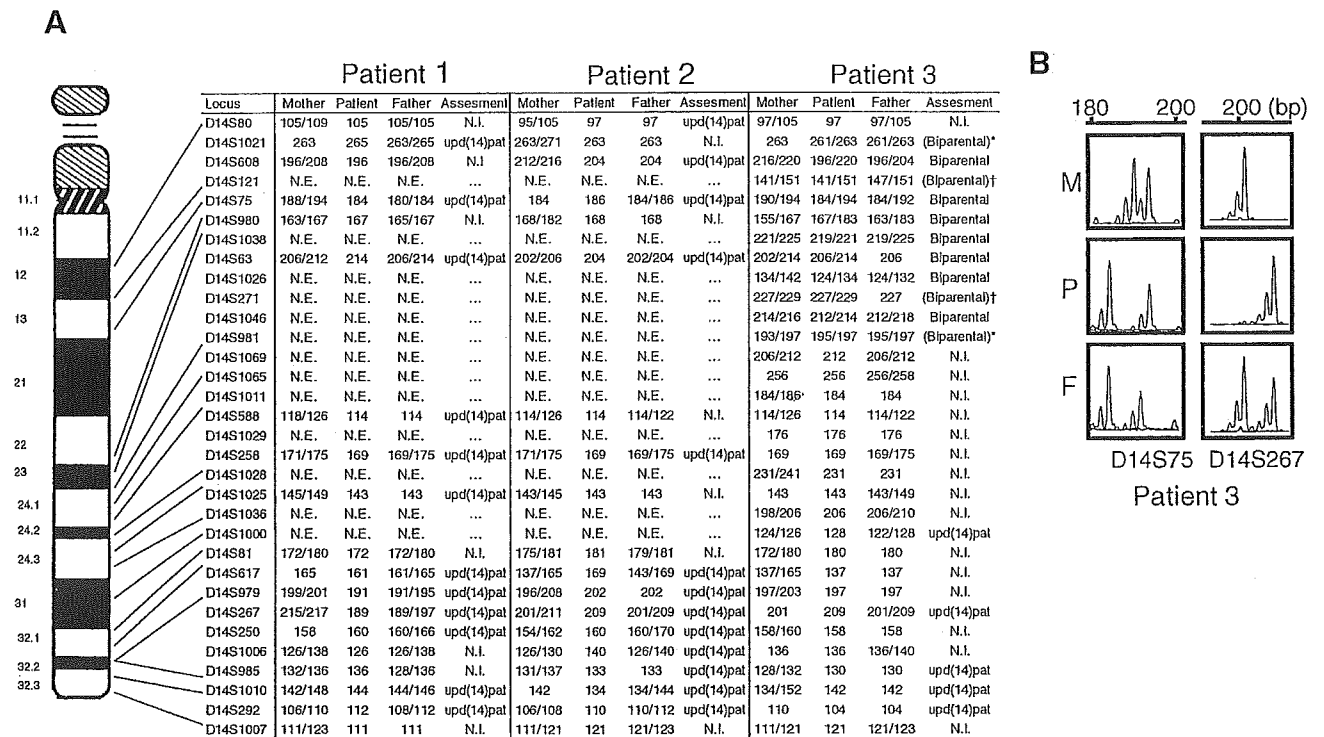 A
Patient 1 Patient 2 Patient 3
Locus Mother Patient Father Assesment Mother Patient Father Assesment Mother Patient Father Assesment
D14S80 105/109 105 105/105 N.I. 95/105 97 97 upd(14)pat 97/105 97 97/105 N.I.
D14S1021 263 265 263/265 upd(14)pat 263/271 263 263 N.I. 263 261/263 261/263 (Biparental)*
D14S608 196/208 196 196/208 N.I 212/216 204 204 upd(14)pat 216/220 196/220 196/204 Biparental
D14S121 N.E. N.E. N.E. ... N.E. N.E. N.E. ... 141/151 141/151 147/151 (Biparental)†
D14S75 188/194 184 180/184 upd(14)pat 184 186 184/186 upd(14)pat 190/194 184/194 184/192 Biparental
D14S980 163/167 167 165/167 N.I. 168/182 168 168 N.I. 155/167 167/183 163/183 Biparental
D14S1038 N.E. N.E. N.E. ... N.E. N.E. N.E. ... 221/225 219/221 219/225 Biparental
D14S63 206/212 214 206/214 upd(14)pat 202/206 204 202/204 upd(14)pat 202/214 206/214 206 Biparental
D14S1026 N.E. N.E. N.E. ... N.E. N.E. N.E. ... 134/142 124/134 124/132 Biparental
D14S271 N.E. N.E. N.E. ... N.E. N.E. N.E. ... 227/229 227/229 227 (Biparental)†
D14S1046 N.E. N.E. N.E. ... N.E. N.E. N.E. ... 214/216 212/214 212/218 Biparental
D14S981 N.E. N.E. N.E. ... N.E. N.E. N.E. ... 193/197 195/197 195/197 (Biparental)*
D14S1069 N.E. N.E. N.E. ... N.E. N.E. N.E. ... 206/212 212 206/212 N.I.
D14S1065 N.E. N.E. N.E. ... N.E. N.E. N.E. ... 256 256 256/258 N.I.
D14S1011 N.E. N.E. N.E. ... N.E. N.E. N.E. ... 184/186 184 184 N.I.
D14S588 118/126 114 114 upd(14)pat 114/126 114 114/122 N.I. 114/126 114 114/122 N.I.
D14S1029 N.E. N.E. N.E. ... N.E. N.E. N.E. ... 176 176 176 N.I.
D14S258 171/175 169 169/175 upd(14)pat 171/175 169 169/175 upd(14)pat 169 169 169/175 N.I.
D14S1028 N.E. N.E. N.E. ... N.E. N.E. N.E. ... 231/241 231 231 N.I.
D14S1025 145/149 143 143 upd(14)pat 143/145 143 143 N.I. 143 143 143/149 N.I.
D14S1036 N.E. N.E. N.E. ... N.E. N.E. N.E. ... 198/206 206 206/210 N.I.
D14S1000 N.E. N.E. N.E. ... N.E. N.E. N.E. ... 124/126 128 122/128 upd(14)pat
D14S81 172/180 172 172/180 N.I. 175/181 181 179/181 N.I. 172/180 180 180 N.I.
D14S617 165 161 161/165 upd(14)pat 137/165 169 143/169 upd(14)pat 137/165 137 137 N.I.
D14S979 199/201 191 191/195 upd(14)pat 196/208 202 202 upd(14)pat 197/203 197 197 N.I.
D14S267 215/217 189 189/197 upd(14)pat 201/211 209 201/209 upd(14)pat 201 209 201/209 upd(14)pat
D14S250 158 160 160/166 upd(14)pat 154/162 160 160/170 upd(14)pat 158/160 158 158 N.I.
D14S1006 126/138 126 126/138 N.I. 126/130 140 126/140 upd(14)pat 136 136 136/140 N.I.
D14S985 132/136 136 128/136 N.I. 131/137 133 133 upd(14)pat 128/132 130 130 upd(14)pat
D14S1010 142/148 144 144/146 upd(14)pat 142 134 134/144 upd(14)pat 134/152 142 142 upd(14)pat
D14S292 106/110 112 108/112 upd(14)pat 106/108 110 110/112 upd(14)pat 110 104 104 upd(14)pat
D14S1007 111/123 111 111 N.I. 111/121 121 121/123 N.I. 111/121 121 121/123 N.I.
11.1
11.2
12
13
21
22
23
24.1
24.2
24.3
31
32.1
32.2
32.3
B
180 200 200 (bp)
M
P
F
D14S75 D14S267
Patient 3